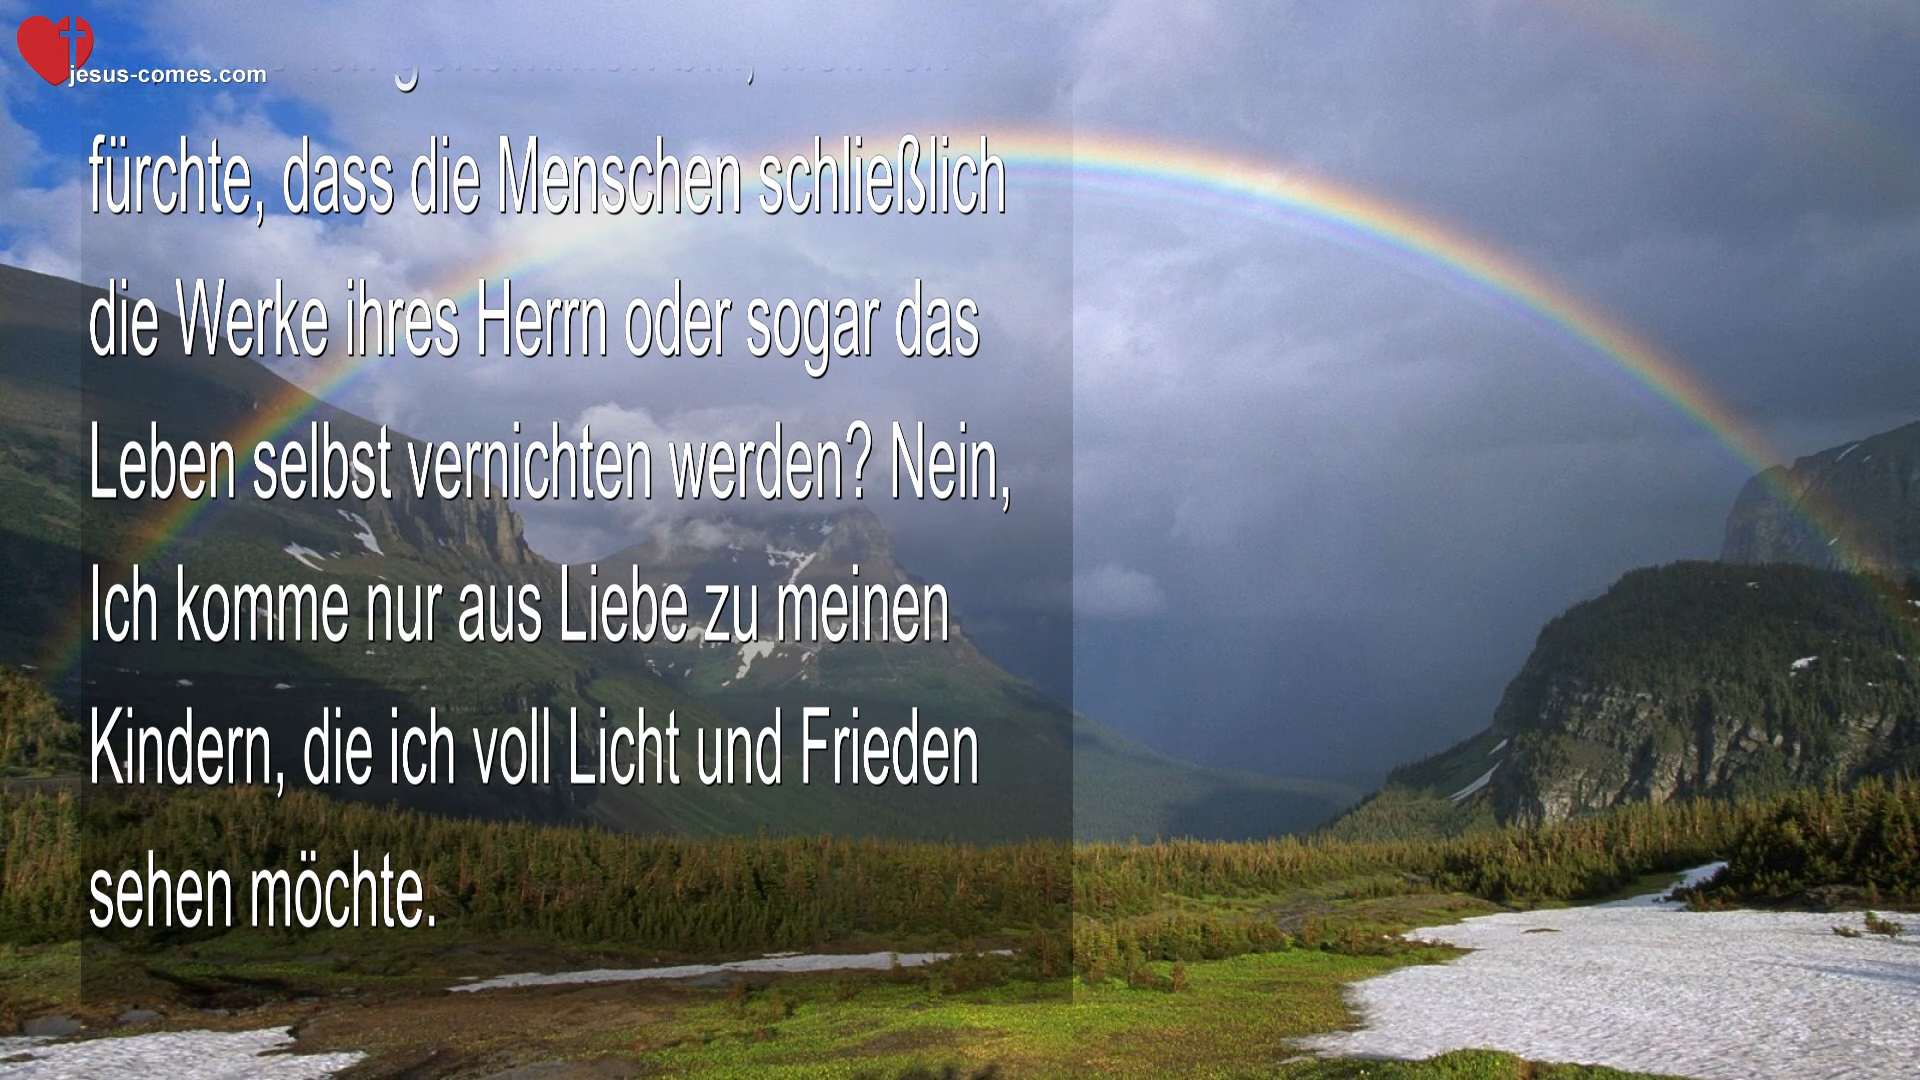 jesus-comes.com
fürchte, dass die Menschen schließlich
die Werke ihres Herrn oder sogar das
Leben selbst vernichten werden? Nein,
Ich komme nur aus Liebe zu meinen
Kindern, die ich voll Licht und Frieden
sehen möchte.